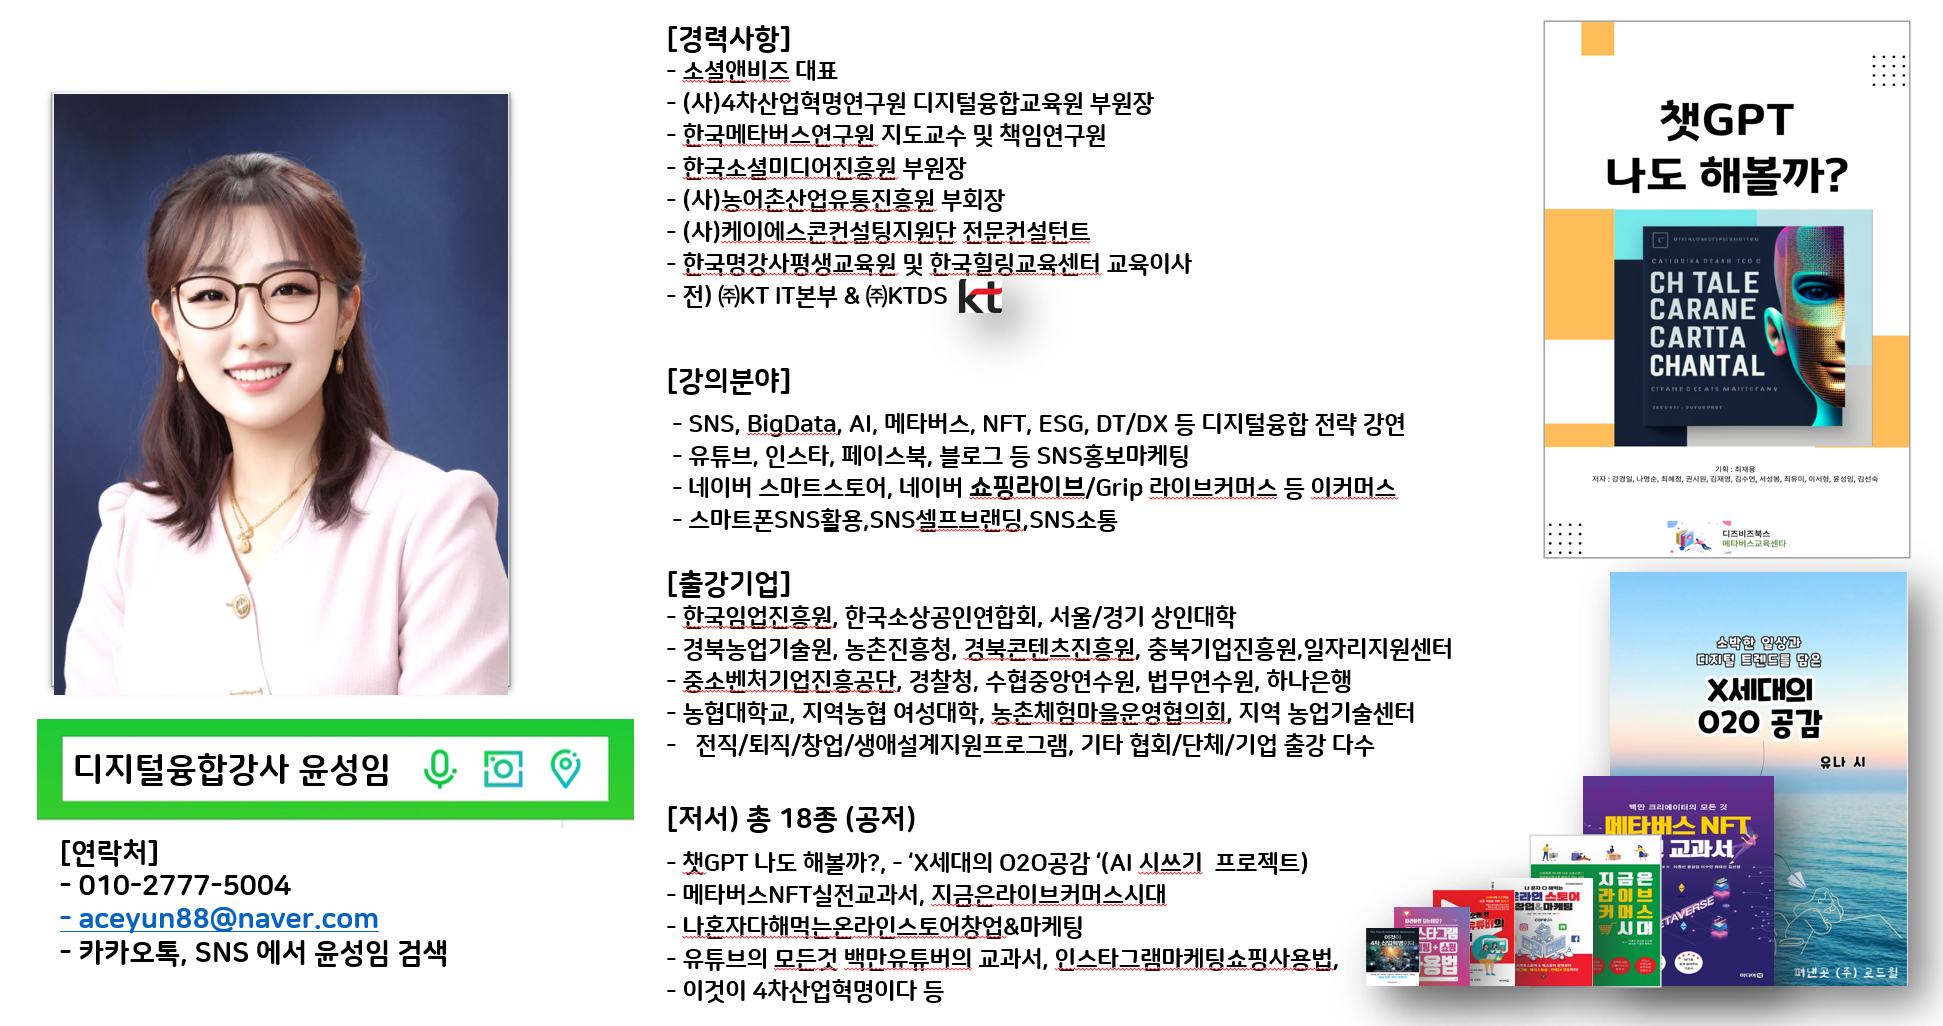 [경력사항]
- 소셜앤비즈 대표
- (사)4차산업혁명연구원 디지털융합교육원 부원장
- 한국메타버스연구원 지도교수 및 책임연구원
- 한국소셜미디어진흥원 부원장
- (사)농어촌산업유통진흥원 부회장
- (사)케이에스콘컨설팅지원단 전문컨설턴트
- 한국명강사평생교육원 및 한국힐링교육센터 교육이사
- 전) ㈜KT IT본부 & ㈜KTDS kt
[강의분야]
- SNS, BigData, AI, 메타버스, NFT, ESG, DT/DX 등 디지털융합 전략 강연
- 유튜브, 인스타, 페이스북, 블로그 등 SNS홍보마케팅
- 네이버 스마트스토어, 네이버 쇼핑라이브/Grip 라이브커머스 등 이커머스
- 스마트폰SNS활용,SNS셀프브랜딩,SNS소통
[출강기업]
- 한국임업진흥원, 한국소상공인연합회, 서울/경기 상인대학
- 경북농업기술원, 농촌진흥청, 경북콘텐츠진흥원, 충북기업진흥원,일자리지원센터
- 중소벤처기업진흥공단, 경찰청, 수협중앙연수원, 법무연수원, 하나은행
- 농협대학교, 지역농협 여성대학, 농촌체험마을운영협의회, 지역 농업기술센터
- 전직/퇴직/창업/생애설계지원프로그램, 기타 협회/단체/기업 출강 다수
[저서) 총 18종 (공저)
- 챗GPT 나도 해볼까?, - ‘X세대의 O2O공감 ‘(AI 시쓰기 프로젝트)
- 메타버스NFT실전교과서, 지금은라이브커머스시대
- 나혼자다해먹는온라인스토어창업&마케팅
- 유튜브의 모든것 백만유튜버의 교과서, 인스타그램마케팅쇼핑사용법,
- 이것이 4차산업혁명이다 등
디지털융합강사 윤성임
[연락처]
- 010-2777-5004
- aceyun88@naver.com
- 카카오톡, SNS 에서 윤성임 검색
챗GPT
나도 해볼까?
CH TALE
CARANE
CARTTA
CHANTAL
기획 : 최재용
저자 : 강경일, 나명순, 최혜정, 권시원, 김재영, 김수연, 서성봉, 최유미, 이서형, 윤성임, 김선숙
디즈비즈북스
메타버스교육센타
소박한 일상과
디지털 트렌드를 담은
X세대의
O2O 공감
유나 시
펴낸곳 (주) 로드윌
백만 크리에이터의 모든 것
메타버스 NFT
교과서
METAVERSE
지금은
라이브
커머스
시대
나 혼자 다 해먹는
온라인 스토어
창업&마케팅
이것이
4차 산업혁명이다